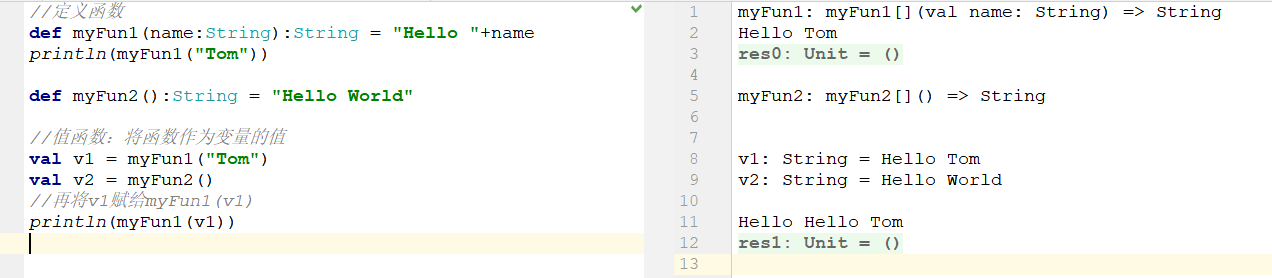 //定义函数
def myFun1(name:String):String = "Hello "+name
println(myFun1("Tom"))
def myFun2():String = "Hello World"
//值函数：将函数作为变量的值
val v1 = myFun1("Tom")
val v2 = myFun2()
//再将v1赋给myFun1(v1)
println(myFun1(v1))
1 myFun1: myFun1[](val name: String) => String
2 Hello Tom
3 res0: Unit = ()
4
5 myFun2: myFun2[]() => String
6
7
8 v1: String = Hello Tom
9 v2: String = Hello World
10
11 Hello Hello Tom
12 res1: Unit = ()
13